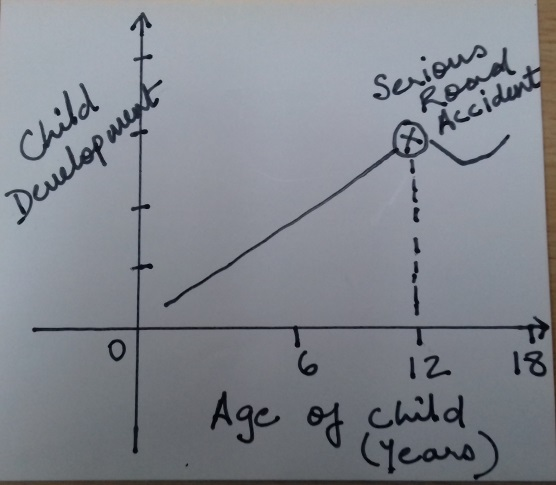 Serious
Road
Accident
Child
Development
0
6
12
18
Age of child
(Years)